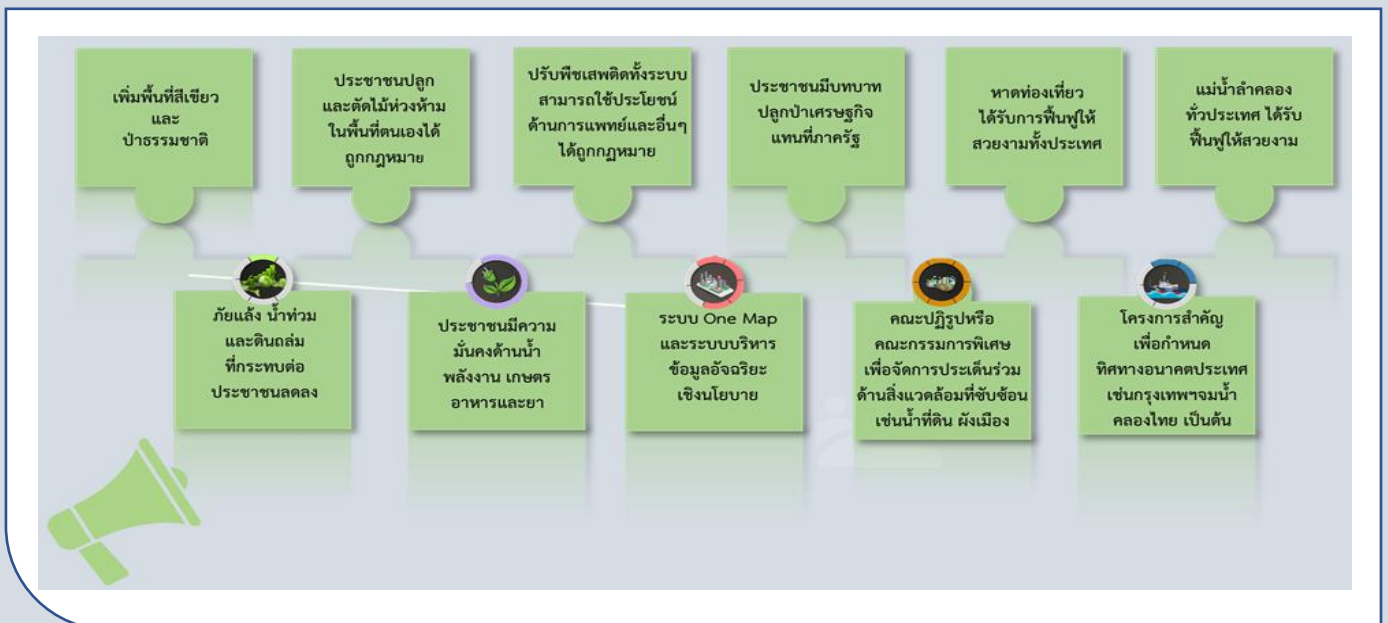 เพิ่มพื้นที่สีเขียว
และ
ป่าธรรมชาติ
ประชาชนปลูก
และตัดไม้ห่วงห้าม
ในพื้นที่ตนเองได้
ถูกกฎหมาย
ปรับพืชเสพติดทั้งระบบ
สามารถใช้ประโยชน์
ด้านการแพทย์และอื่นๆ
ได้ถูกกฎหมาย
ประชาชนมีบทบาท
ปลูกป่าเศรษฐกิจ
แทนที่ภาครัฐ
หาดท่องเที่ยว
ได้รับการฟื้นฟูให้
สวยงามทั้งประเทศ
แม่น้ำลำคลอง
ทั่วประเทศ ได้รับ
ฟื้นฟูให้สวยงาม
ภัยแล้ง น้ำท่วม
และดินถล่ม
ที่กระทบต่อ
ประชาชนลดลง
ประชาชนมีความ
มั่นคงด้านน้ำ
พลังงาน เกษตร
อาหารและยา
ระบบ One Map
และระบบบริหาร
ข้อมูลอัจฉริยะ
เชิงนโยบาย
คณะปฏิรูปหรือ
คณะกรรมการพิเศษ
เพื่อจัดการประเด็นร่วม
ด้านสิ่งแวดล้อมที่ซับซ้อน
เช่นน้ำที่ดิน ผังเมือง
โครงการสำคัญ
เพื่อกำหนด
ทิศทางอนาคตประเทศ
เช่นกรุงเทพฯจมน้ำ
คลองไทย เป็นต้น